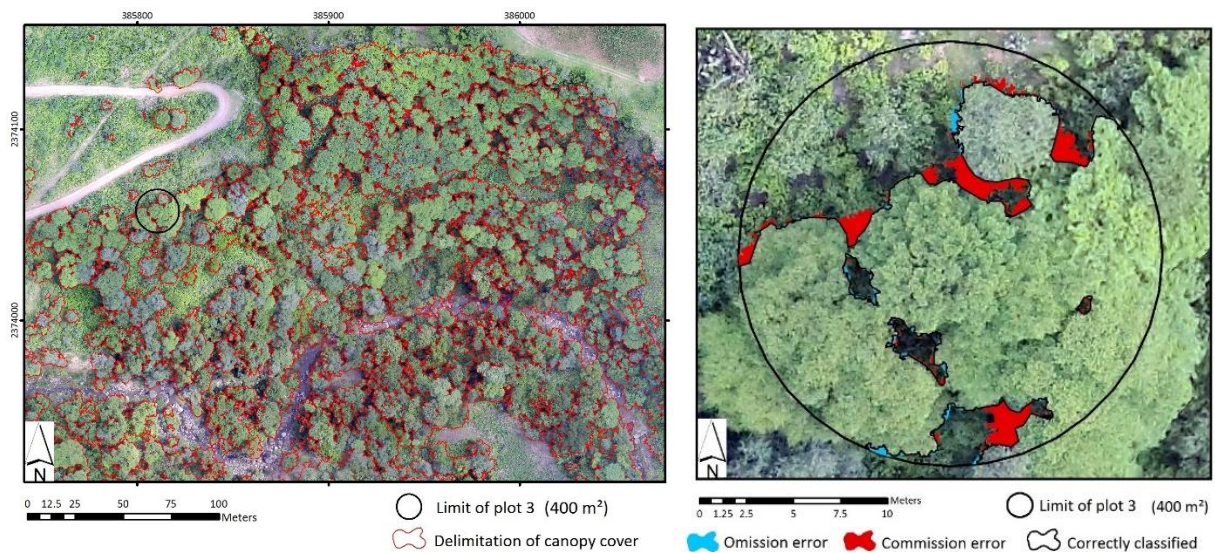 385800 385900 386000
2374100
2374000
N
0 12.5 25 50 75 100
Meters
Limit of plot 3 (400 m²)
Delimitation of canopy cover
N
0 1.25 2.5 5 7.5 10
Meters
Limit of plot 3 (400 m²)
Omission error Commission error Correctly classified